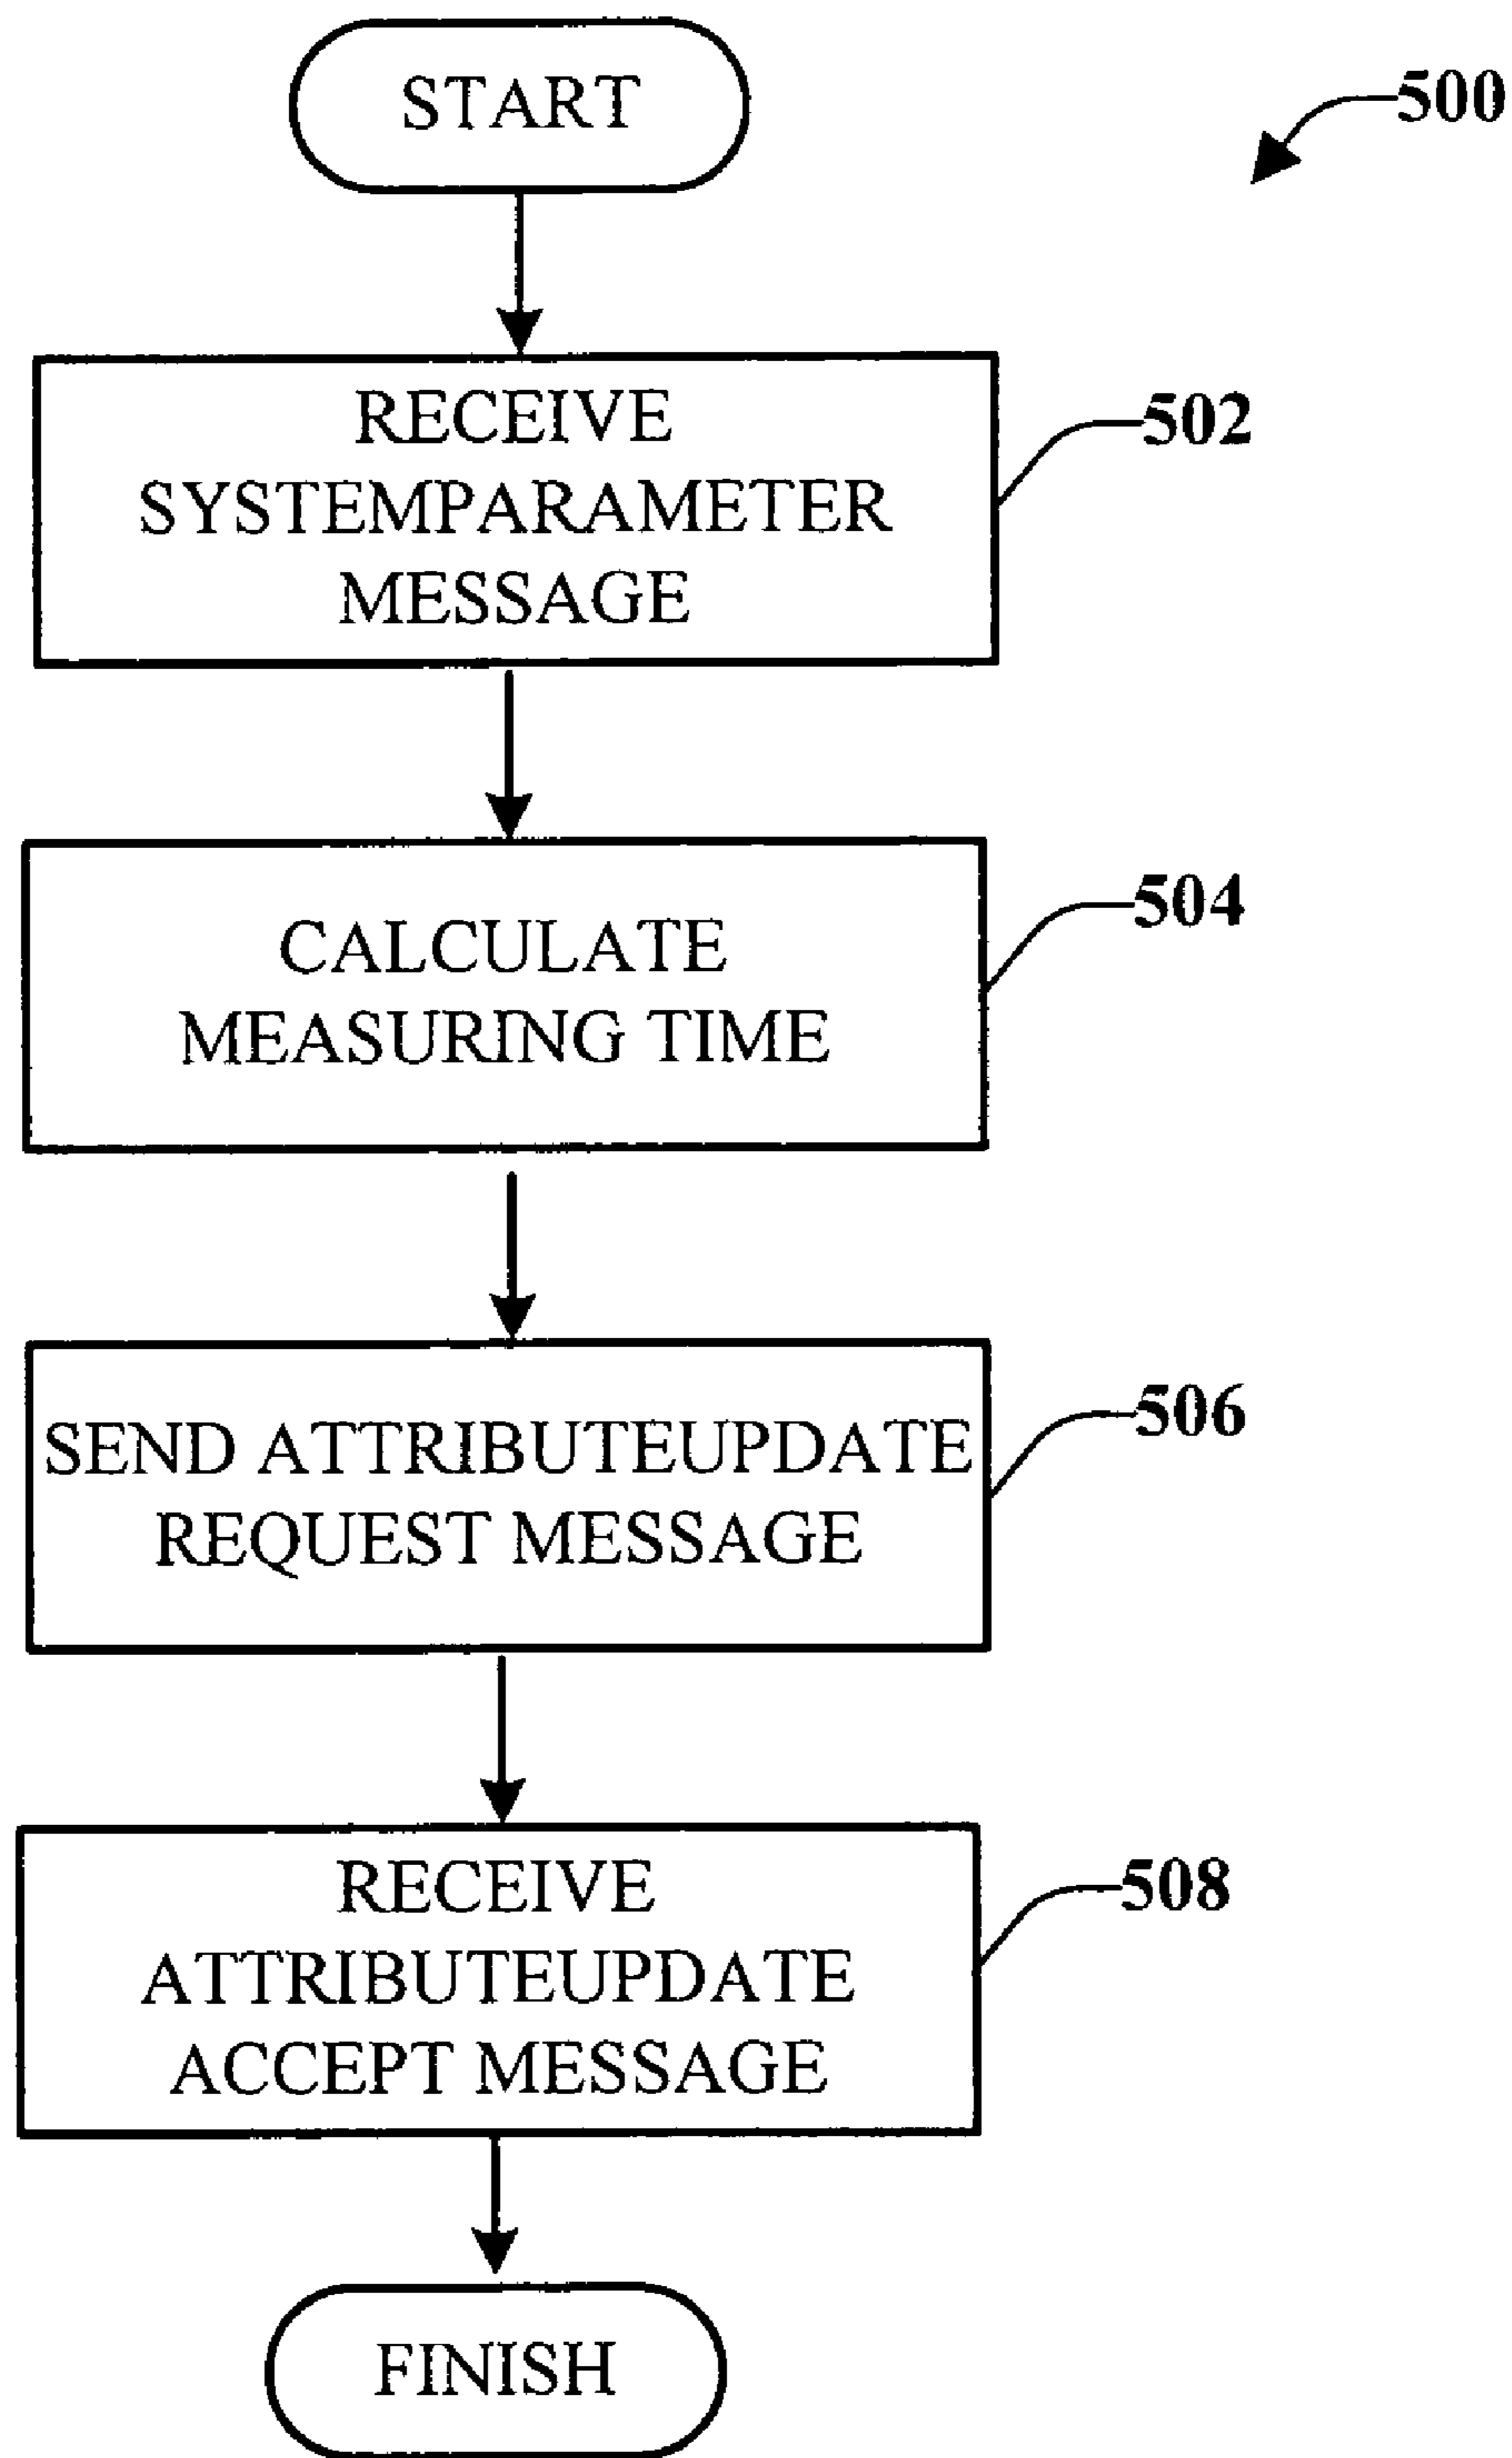 START
500
RECEIVE
SYSTEMPARAMETER
MESSAGE
502
CALCULATE
MEASURING TIME
504
SEND ATTRIBUTEUPDATE
REQUEST MESSAGE
506
RECEIVE
ATTRIBUTEUPDATE
ACCEPT MESSAGE
508
FINISH